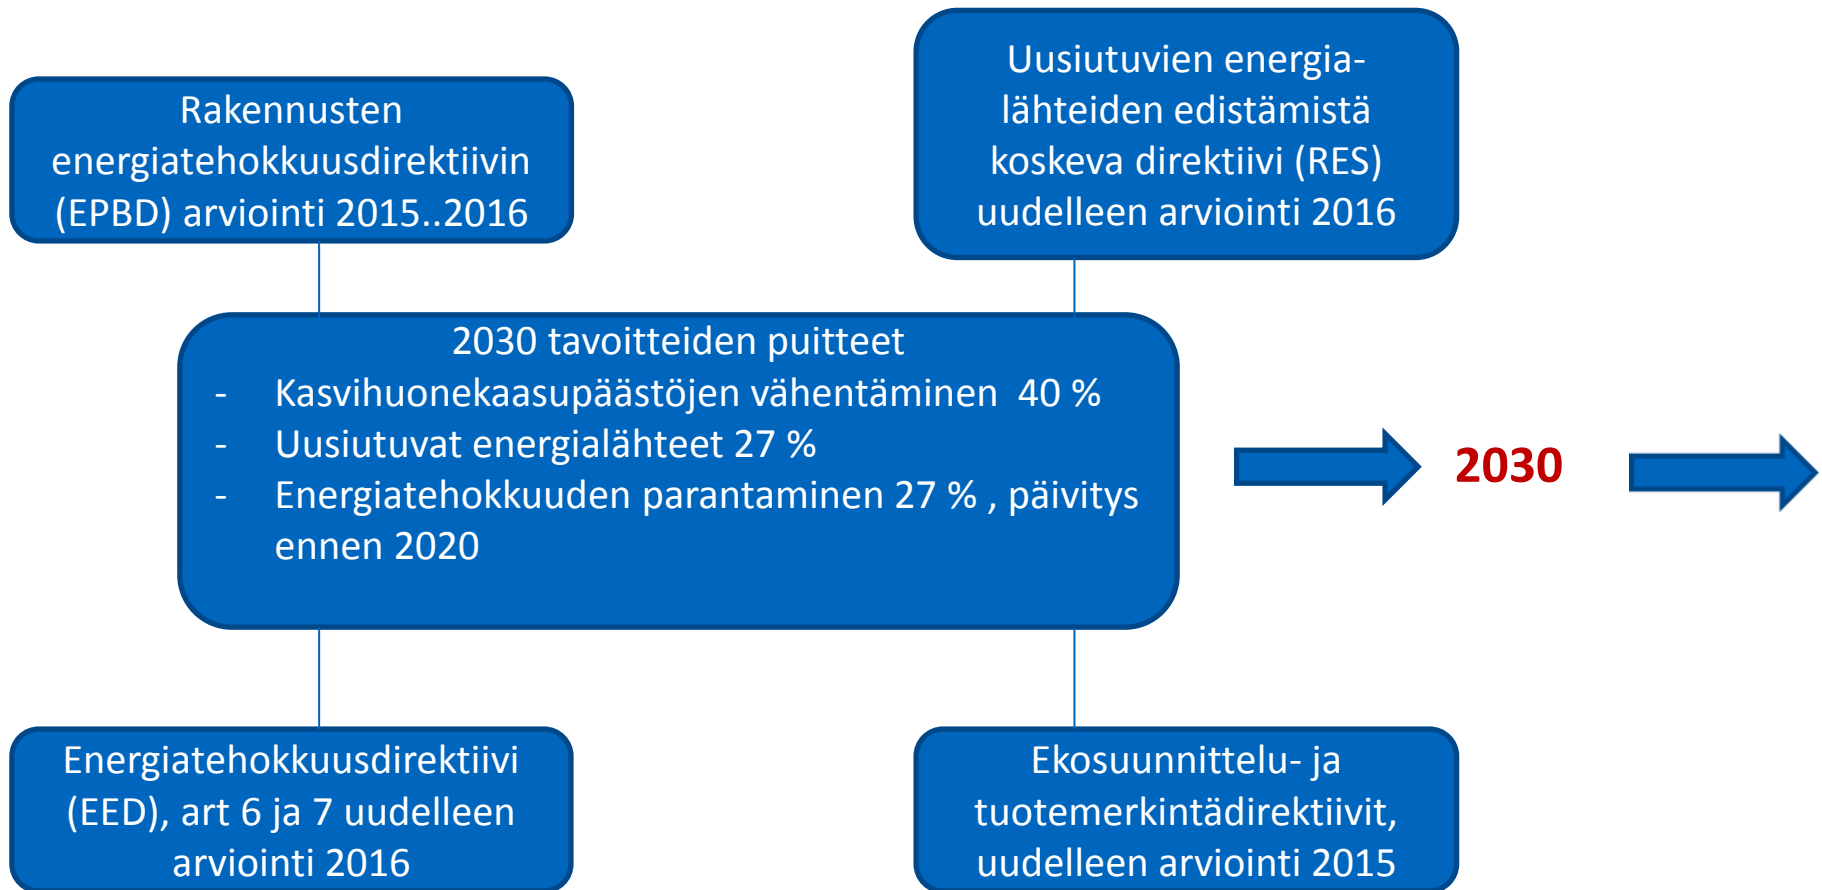 Rakennusten
energiatehokkuusdirektiivin
(EPBD) arviointi 2015..2016
Uusiutuvien energia-
lähteiden edistämistä
koskeva direktiivi (RES)
uudelleen arviointi 2016
2030 tavoitteiden puitteet
- Kasvihuonekaasupäästöjen vähentäminen 40 %
- Uusiutuvat energialähteet 27 %
- Energiatehokkuuden parantaminen 27 % , päivitys
ennen 2020
2030
Energiatehokkuusdirektiivi
(EED), art 6 ja 7 uudelleen
arviointi 2016
Ekosuunnittelu- ja
tuotemerkintädirektiivit,
uudelleen arviointi 2015